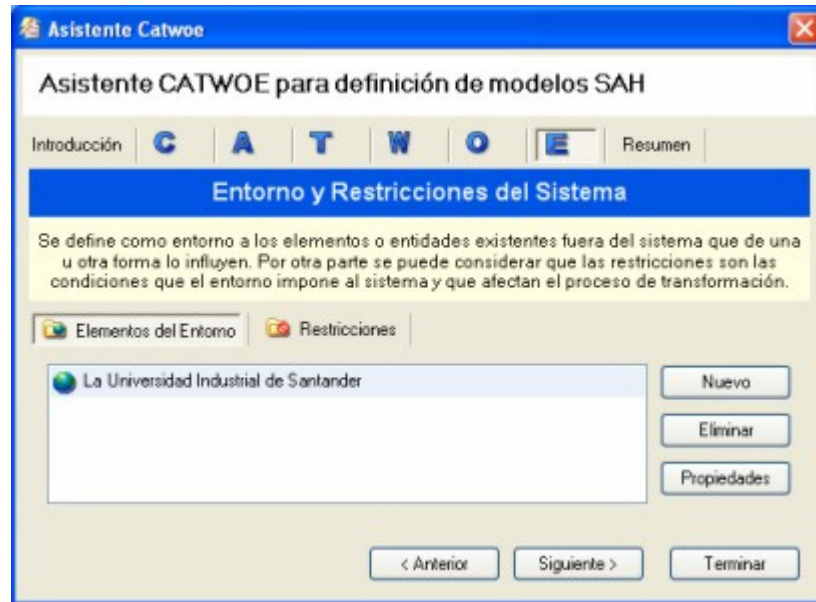 Asistente Catwoe
Asistente CATWOE para definición de modelos SAH
Introducción C A T W O E Resumen
Entorno y Restricciones del Sistema
Se define como entorno a los elementos o entidades existentes fuera del sistema que de una
u otra forma lo influyen. Por otra parte se puede considerar que las restricciones son las
condiciones que el entorno impone al sistema y que afectan el proceso de transformación.
Elementos del Entorno Restricciones
La Universidad Industrial de Santander
Nuevo
Eliminar
Propiedades
< Anterior Siguiente > Terminar